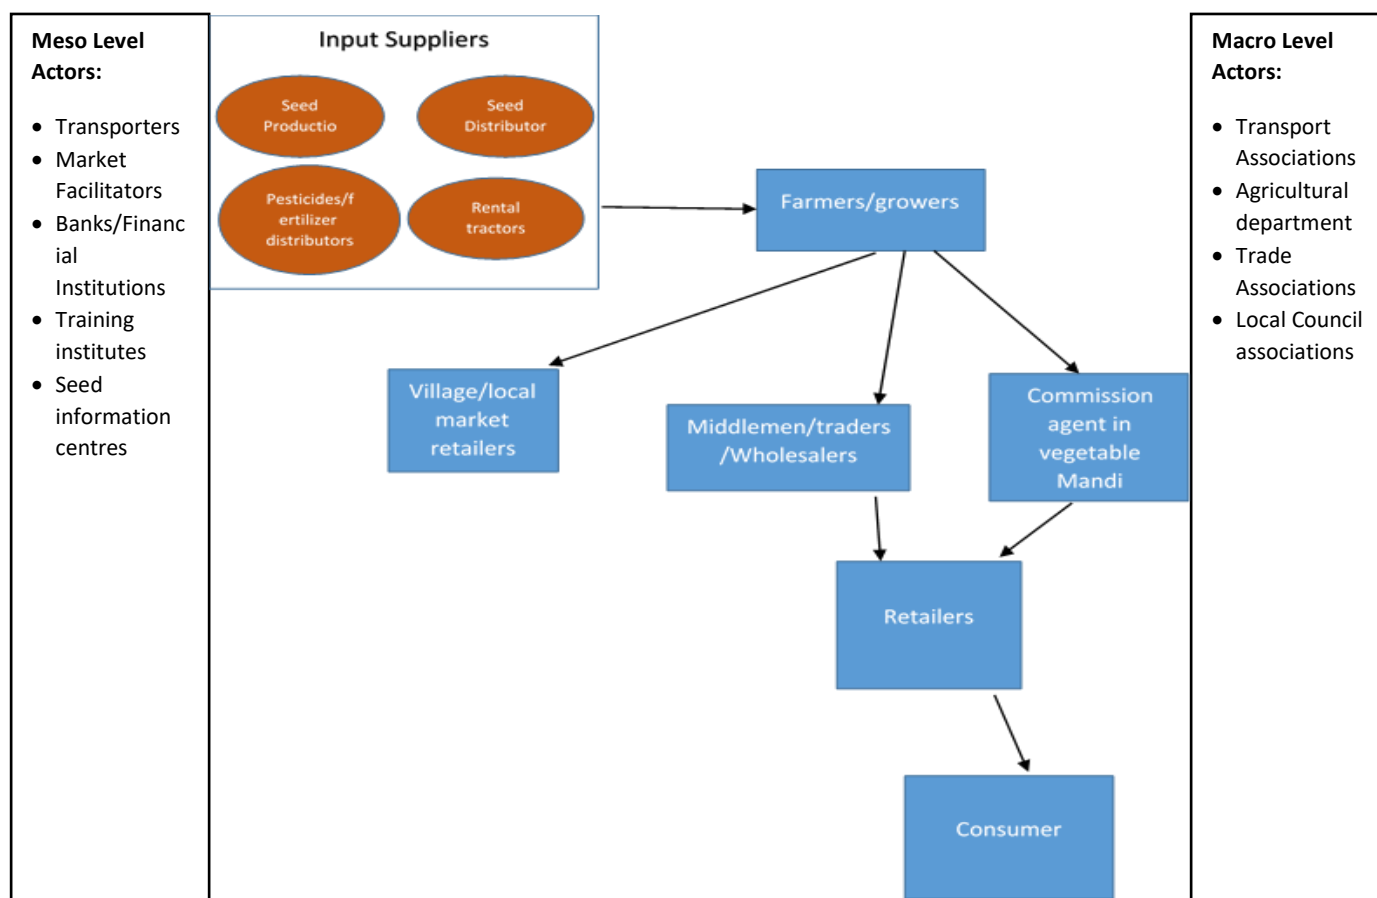 Meso Level
Actors:
• Transporters
• Market
Facilitators
• Banks/Financ
ial
Institutions
• Training
institutes
• Seed
information
centres
Input Suppliers
Seed
Productio
Seed
Distributor
Pesticides/f
ertilizer
distributors
Rental
tractors
Farmers/growers
Village/local
market
retailers
Middlemen/traders
/Wholesalers
Commission
agent in
vegetable
Mandi
Retailers
Consumer
Macro Level
Actors:
• Transport
Associations
• Agricultural
department
• Trade
Associations
• Local Council
associations